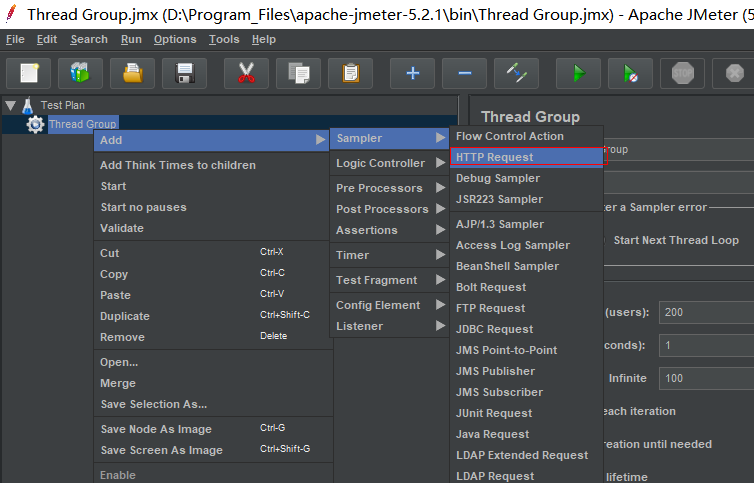 Thread Group.jmx (D:\Program_Files\apache-jmeter-5.2.1\bin\Thread Group.jmx) - Apache JMeter (5
File Edit Search Run Options Tools Help
STOP
Test Plan
Thread Group
Add
Add Think Times to children
Start
Start no pauses
Validate
Cut Ctrl-X
Copy Ctrl-C
Paste Ctrl-V
Duplicate Ctrl+Shift-C
Remove Delete
Open...
Merge
Save Selection As...
Save Node As Image Ctrl-G
Save Screen As Image Ctrl+Shift-G
Enable
Sampler
Logic Controller
Pre Processors
Post Processors
Assertions
Timer
Test Fragment
Config Element
Listener
Flow Control Action
HTTP Request
Debug Sampler
JSR223 Sampler
AJP/1.3 Sampler
Access Log Sampler
BeanShell Sampler
Bolt Request
FTP Request
JDBC Request
JMS Point-to-Point
JMS Publisher
JMS Subscriber
JUnit Request
Java Request
LDAP Extended Request
LDAP Request
Thread Group
Group
ter a Sampler error
Start Next Thread Loop
(users): 200
conds): 1
Infinite 100
each iteration
reation until needed
lifetime